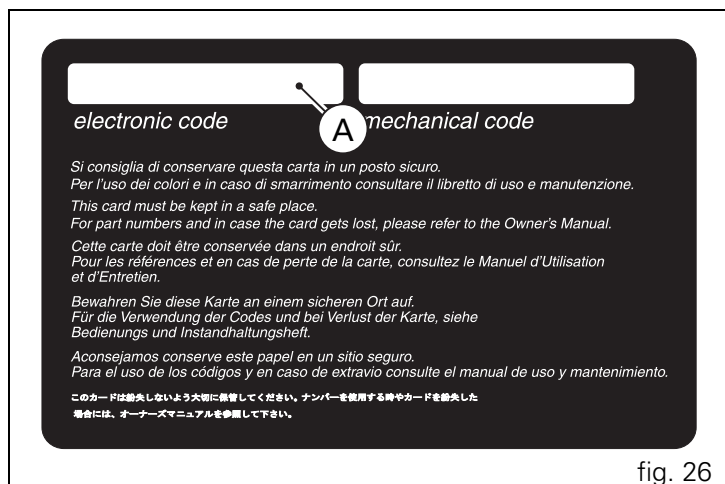 electronic code
mechanical code
A
Si consiglia di conservare questa carta in un posto sicuro.
Per l'uso dei colori e in caso di smarrimento consultare il libretto di uso e manutenzione.
This card must be kept in a safe place.
For part numbers and in case the card gets lost, please refer to the Owner's Manual.
Cette carte doit être conservée dans un endroit sûr.
Pour les référènces et en cas de perte de la carte, consultez le Manuel d'Utilisation
et d'Entretien.
Bewahren Sie diese Karte an einem sicheren Ort auf.
Für die Verwendung der Codes und bei Verlust der Karte, siehe
Bedienungs und Instandhaltungsheft.
Aconsejamos conserve este papel en un sitio seguro.
Para el uso de los códigos y en caso de extravio consulte el manual de uso y mantenimiento.
このカードは紛失しないよう大切に保管してください。ナンバーを使用する時やカードを紛失した
場合には、オーナーズマニュアルを参照して下さい。
fig. 26